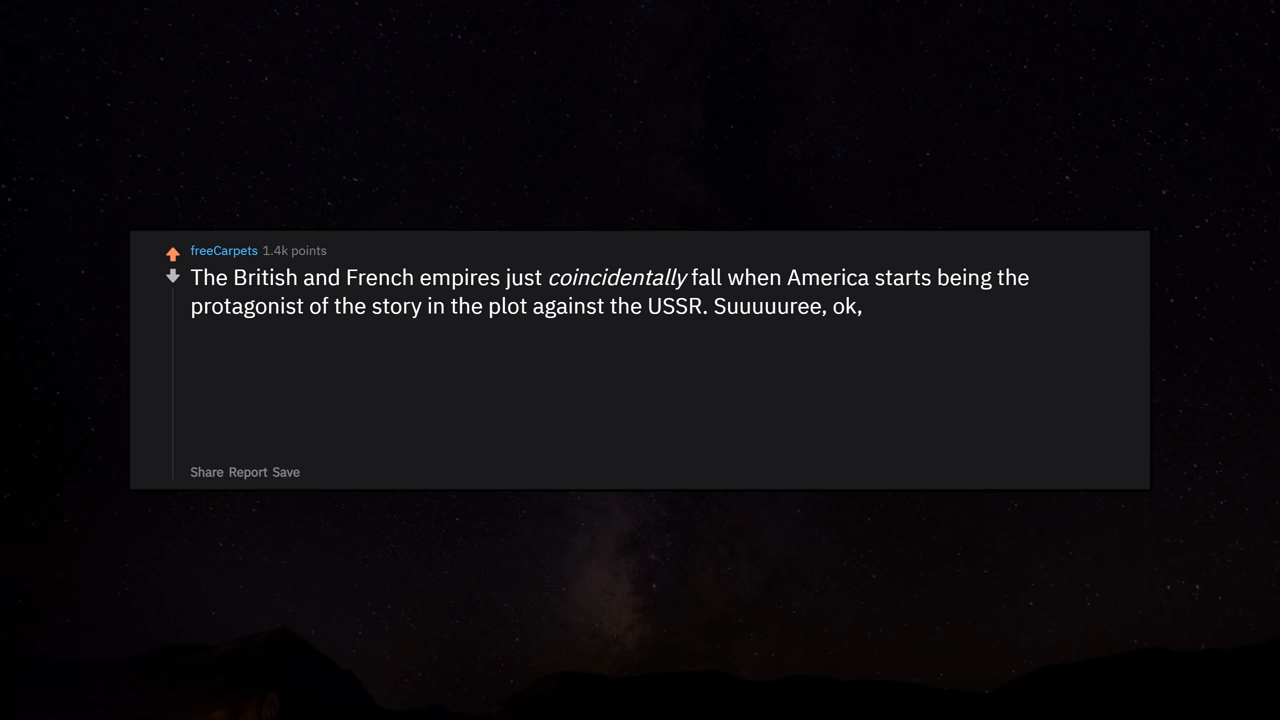 freeCarpets 1.4k points
The British and French empires just coincidentally fall when America starts being the
protagonist of the story in the plot against the USSR. Suuuuuree, ok,
Share Report Save